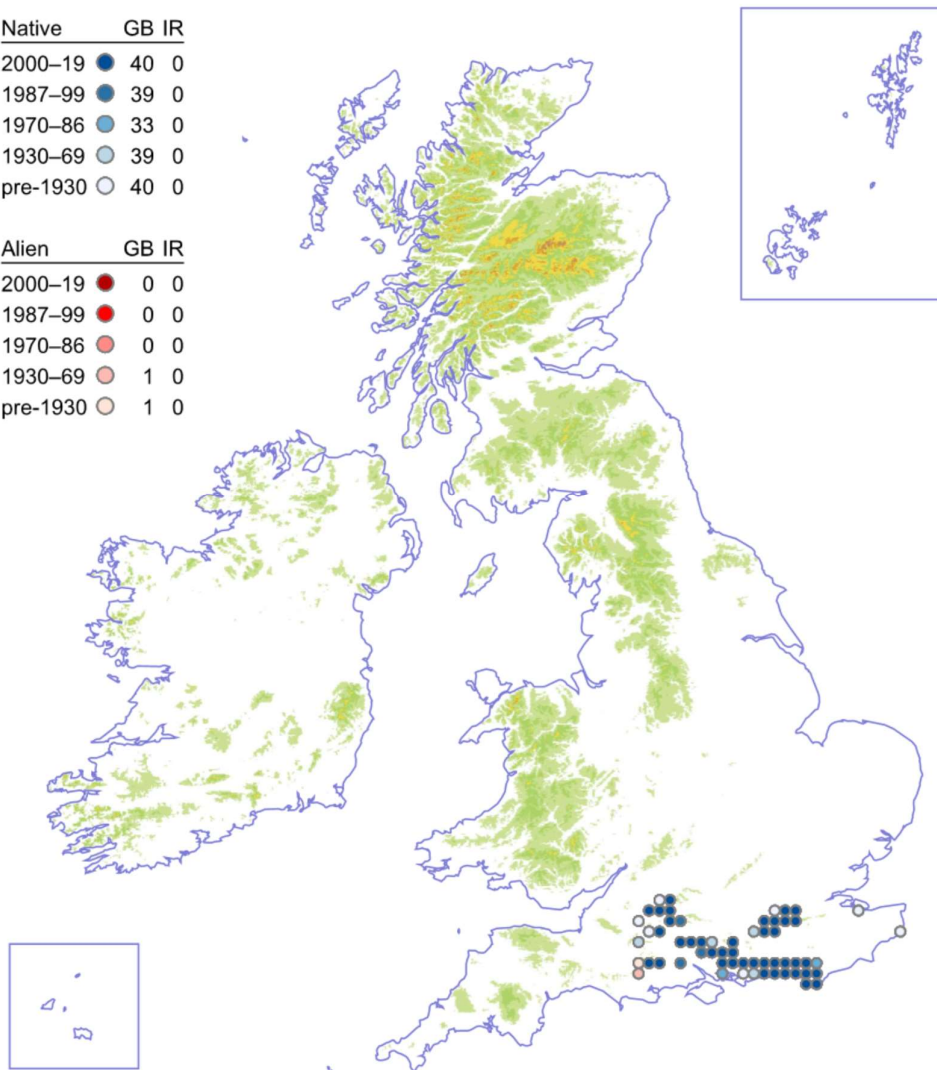 Native GB IR
2000–19 40 0
1987–99 39 0
1970–86 33 0
1930–69 39 0
pre-1930 40 0
Alien GB IR
2000–19 0 0
1987–99 0 0
1970–86 0 0
1930–69 1 0
pre-1930 1 0